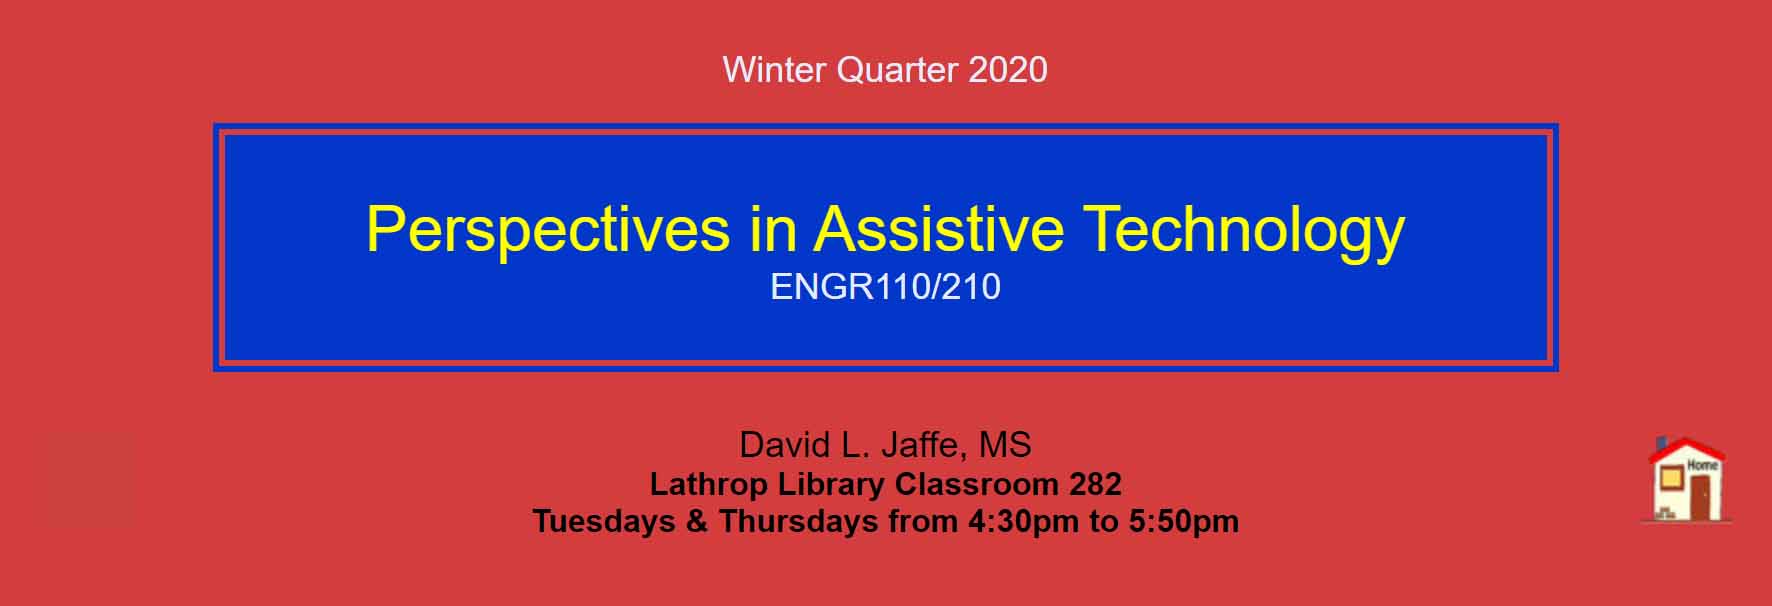 Winter Quarter 2020
Perspectives in Assistive Technology
ENGR110/210
David L. Jaffe, MS
Lathrop Library Classroom 282
Tuesdays & Thursdays from 4:30pm to 5:50pm
Home